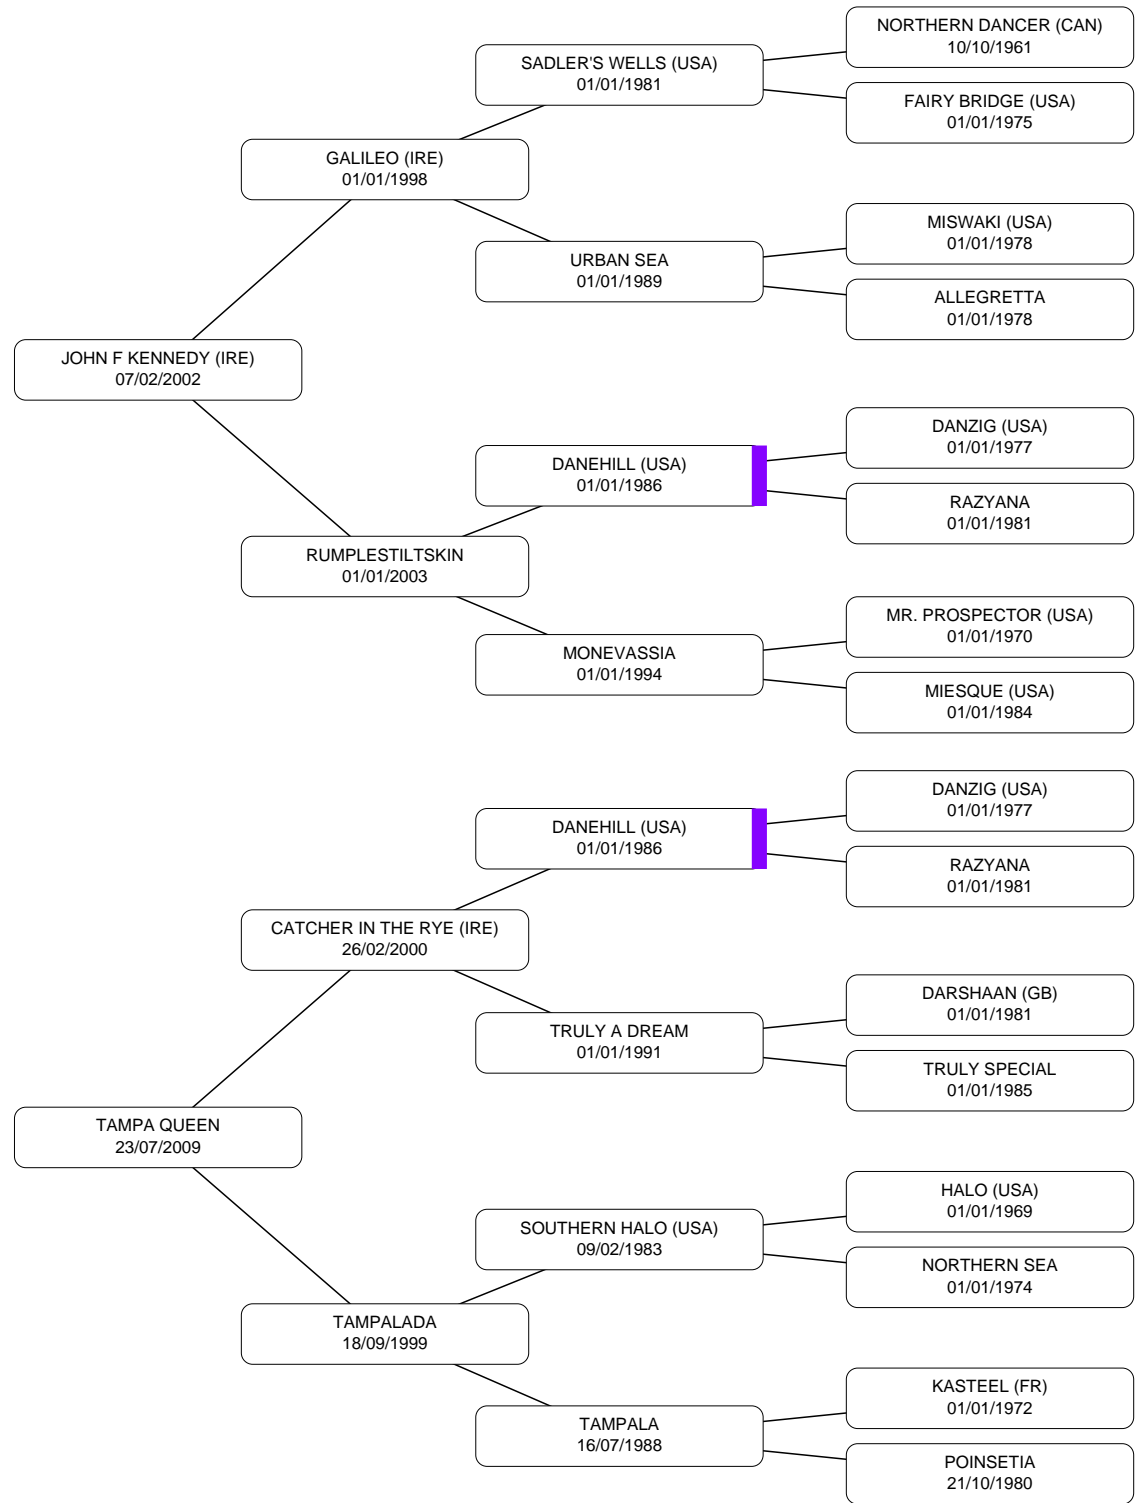 NORTHERN DANCER (CAN)
10/10/1961
SADLER'S WELLS (USA)
01/01/1981
FAIRY BRIDGE (USA)
01/01/1975
GALILEO (IRE)
01/01/1998
MISWAKI (USA)
01/01/1978
URBAN SEA
01/01/1989
ALLEGRETTA
01/01/1978
JOHN F KENNEDY (IRE)
07/02/2002
DANZIG (USA)
01/01/1977
DANEHILL (USA)
01/01/1986
RAZYANA
01/01/1981
RUMPLESTILTSKIN
01/01/2003
MR. PROSPECTOR (USA)
01/01/1970
MONEVASSIA
01/01/1994
MIESQUE (USA)
01/01/1984
DANZIG (USA)
01/01/1977
DANEHILL (USA)
01/01/1986
RAZYANA
01/01/1981
CATCHER IN THE RYE (IRE)
26/02/2000
DARSHAAN (GB)
01/01/1981
TRULY A DREAM
01/01/1991
TRULY SPECIAL
01/01/1985
TAMPA QUEEN
23/07/2009
HALO (USA)
01/01/1969
SOUTHERN HALO (USA)
09/02/1983
NORTHERN SEA
01/01/1974
TAMPALADA
18/09/1999
KASTEEL (FR)
01/01/1972
TAMPALA
16/07/1988
POINSETIA
21/10/1980